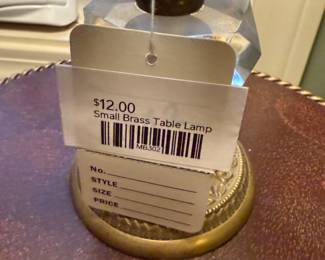 $12.00
Small Brass Table Lamp
MB302
No.
STYLE
SIZE
PRICE